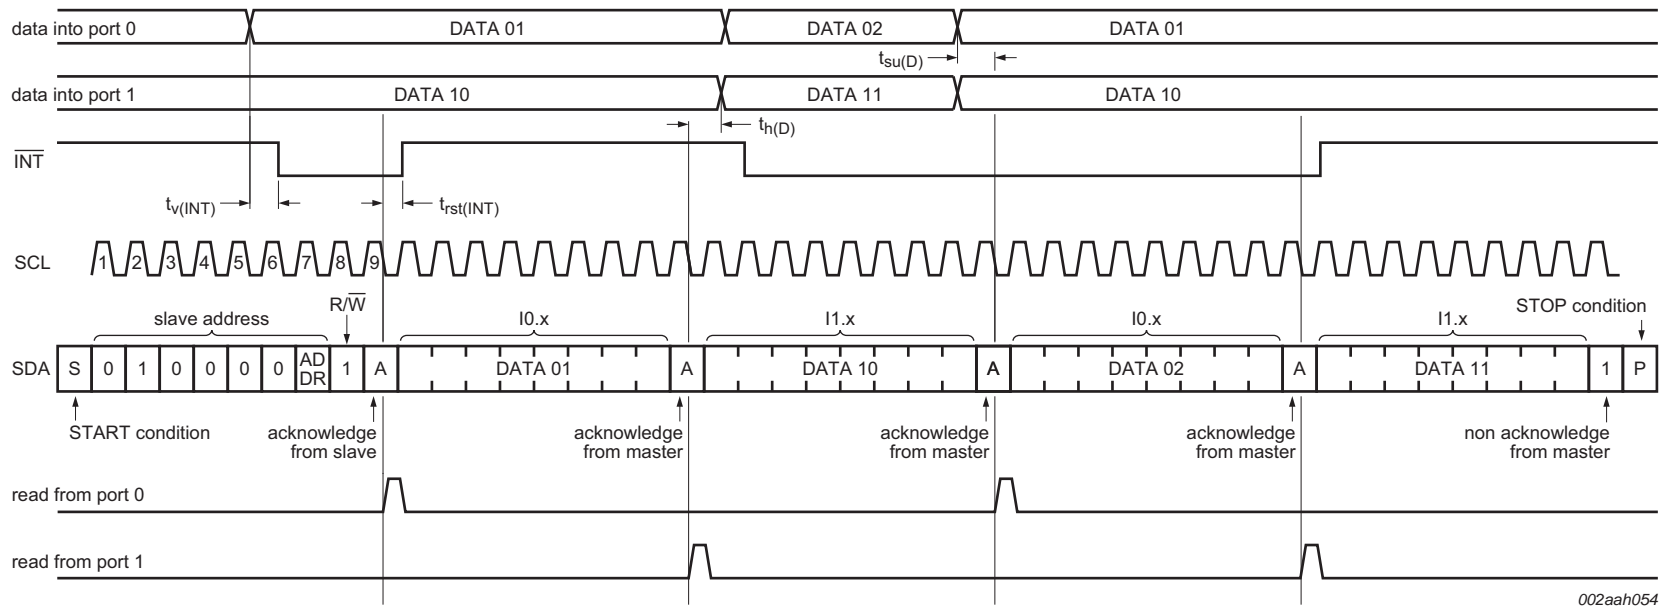 data into port 0
DATA 01
DATA 02
DATA 01
tsu(D)
data into port 1
DATA 10
DATA 11
DATA 10
th(D)
INT
tv(INT)
trst(INT)
SCL
1 2 3 4 5 6 7 8 9
R/W
STOP condition
slave address
I0.x
I1.x
I0.x
I1.x
SDA
S 0 1 0 0 0 0 AD
DR 1 A DATA 01 A DATA 10 A DATA 02 A DATA 11 1 P
START condition
acknowledge
from slave
acknowledge
from master
acknowledge
from master
acknowledge
from master
non acknowledge
from master
read from port 0
read from port 1
002aah054